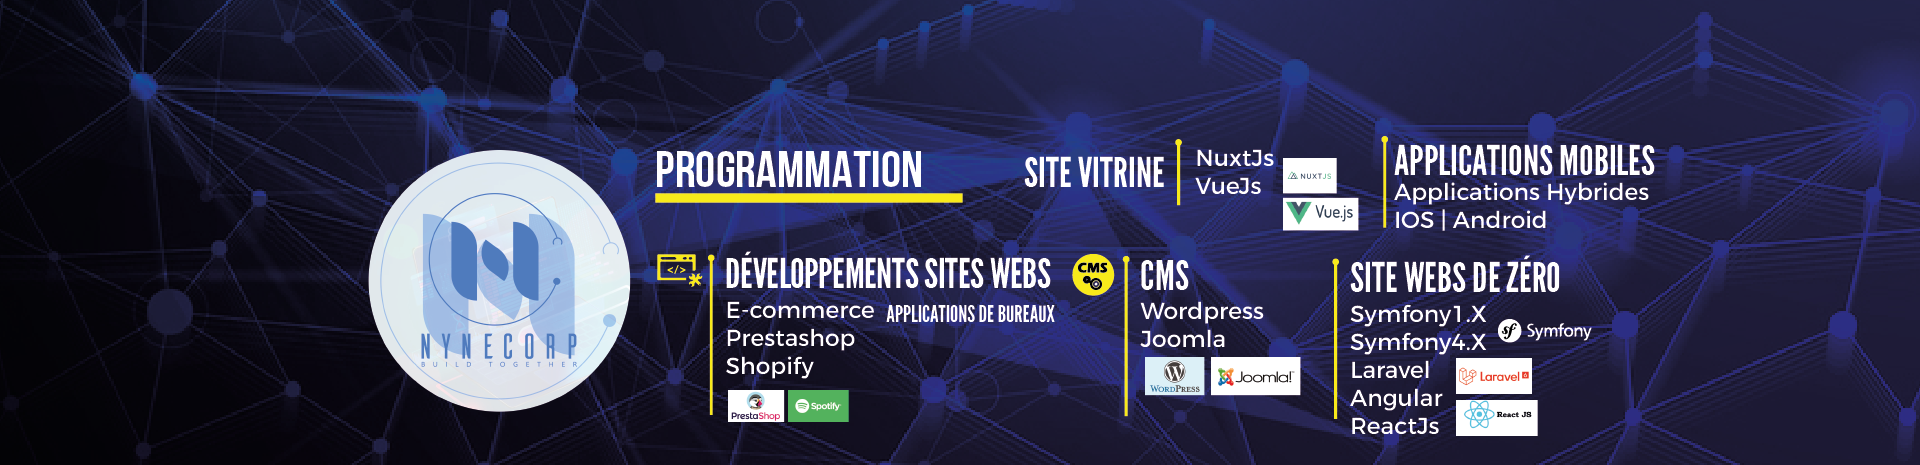 PROGRAMMATION
SITE VITRINE
NuxtJs
VueJs
NUXTJS
Vue.js
APPLICATIONS MOBILES
Applications Hybrides
IOS | Android
NYNECORP
BUILD TOGETHER
</>
DÉVELOPPEMENTS SITES WEBS
E-commerce
APPLICATIONS DE BUREAUX
Prestashop
Shopify
PrestaShop
Spotify
CMS
CMS
Wordpress
Joomla
WORDPRESS
Joomla!
SITE WEBS DE ZÉRO
Symfony1.X
Symfony4.X
sf Symfony
Laravel
Laravel
Angular
ReactJs
React JS